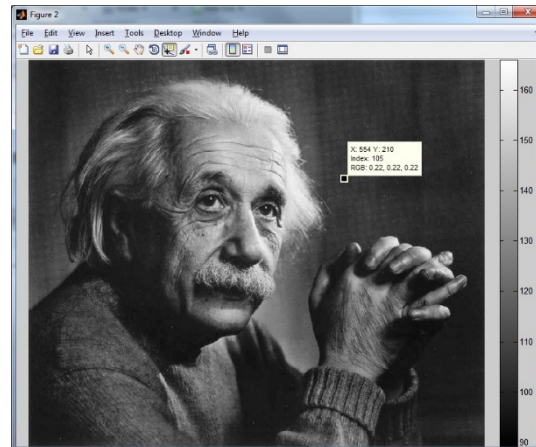 Figure 2
File Edit View Insert Tools Desktop Window Help
X: 554 Y: 210
Index: 105
RGB: 0.22, 0.22, 0.22
160
150
140
130
120
110
100
90